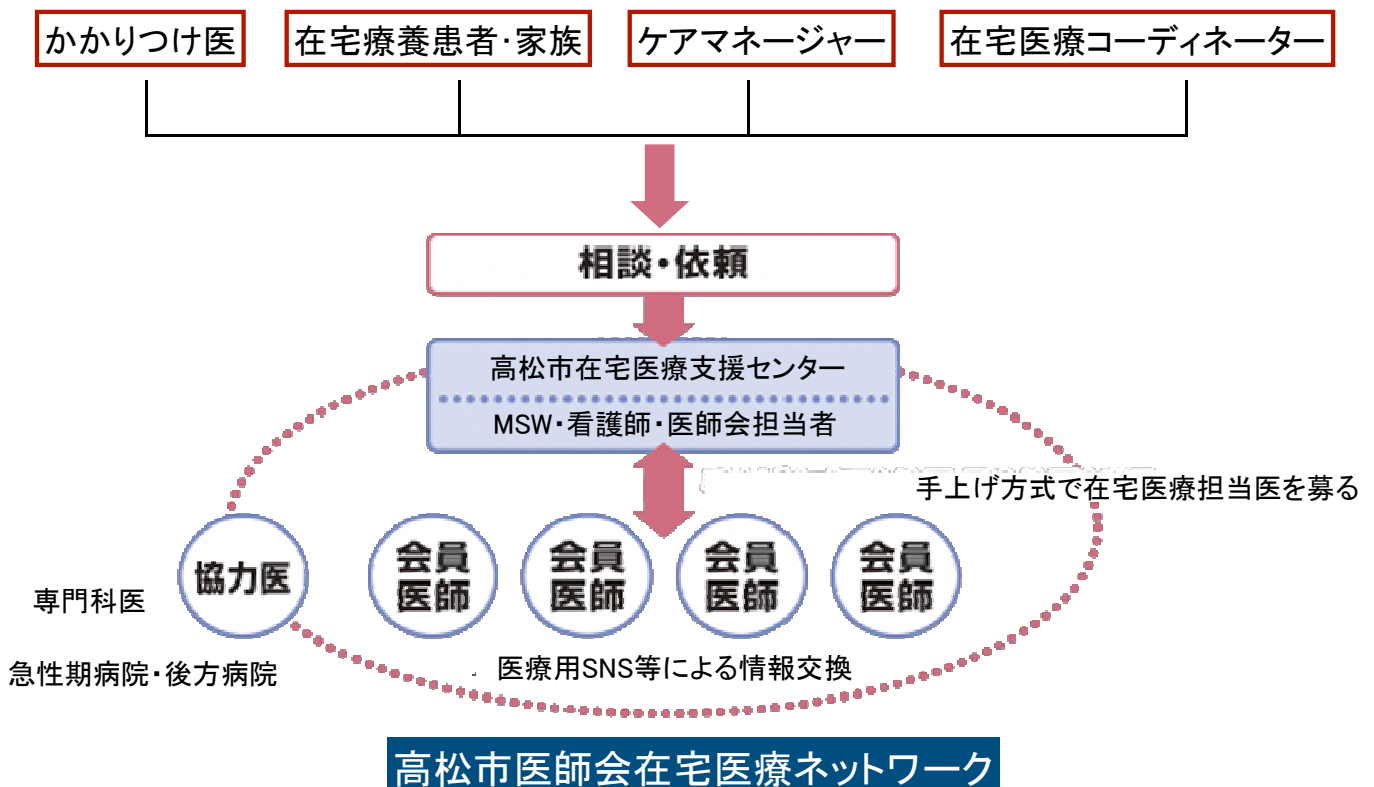 かかりつけ医
在宅療養患者・家族
ケアマネージャー
在宅医療コーディネーター
相談・依頼
高松市在宅医療支援センター
MSW・看護師・医師会担当者
手上げ方式で在宅医療担当医を募る
協力医
会員
医師
会員
医師
会員
医師
会員
医師
専門科医
急性期病院・後方病院
医療用SNS等による情報交換
高松市医師会在宅医療ネットワーク